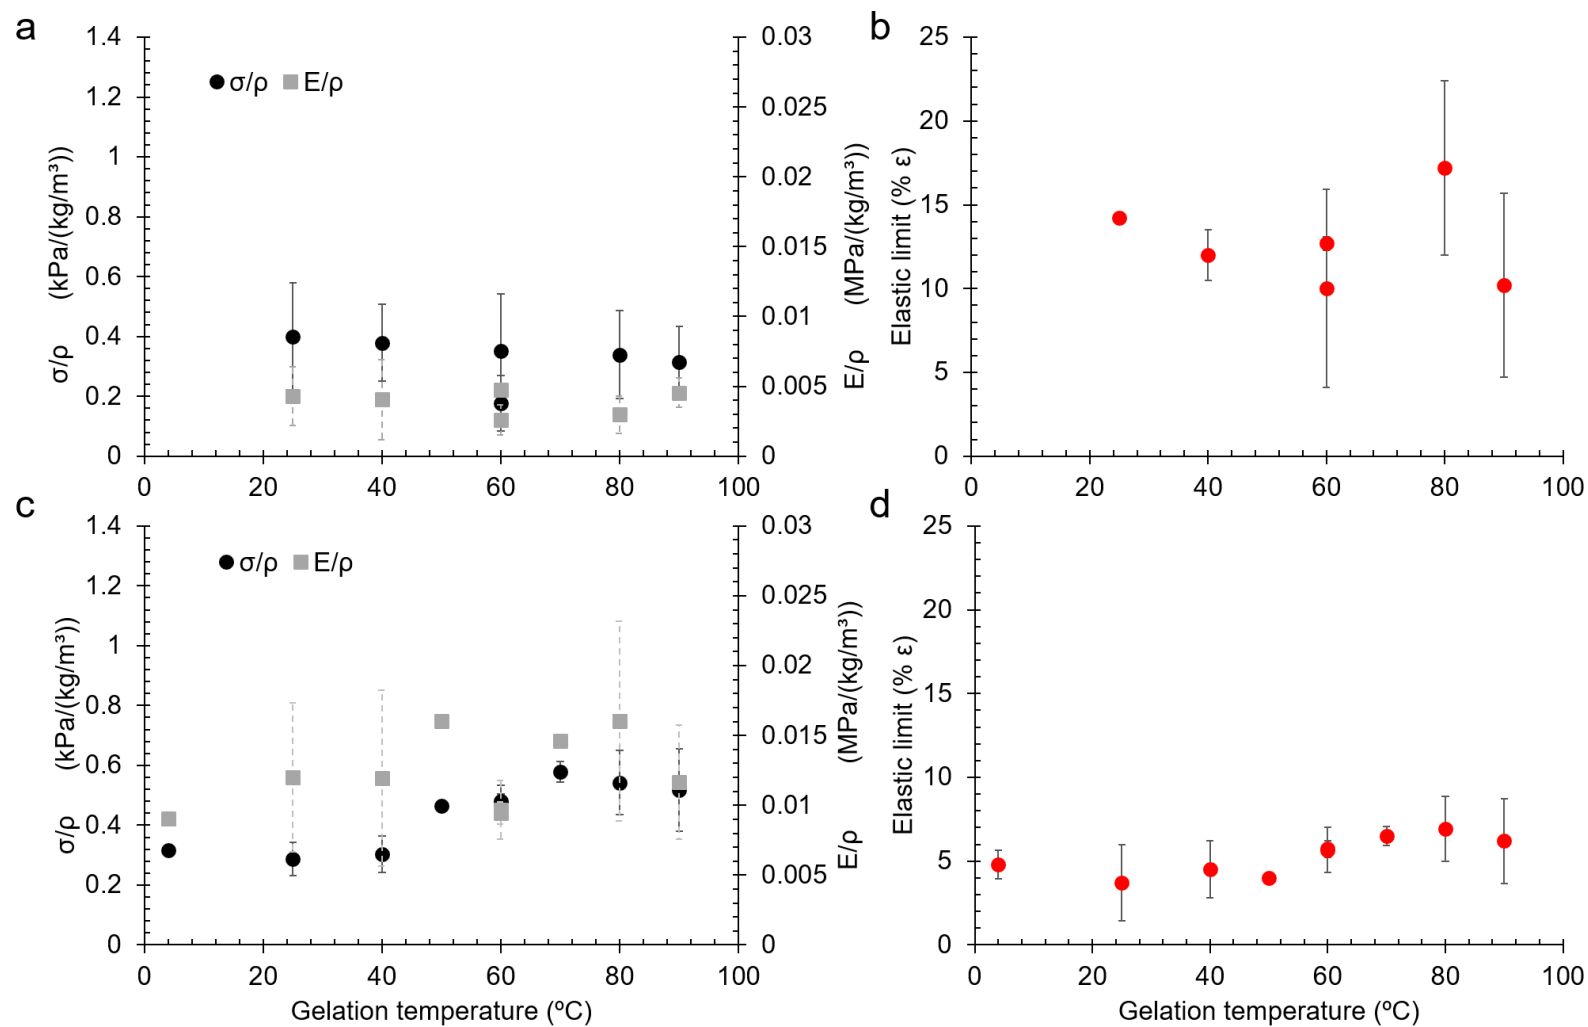 a
1.4
1.2
1
0.8
0.6
0.4
0.2
0
σ/ρ (kPa/(kg/m³))
σ/ρ E/ρ
0.03
0.025
0.02
0.015
0.01
0.005
0
E/ρ (MPa/(kg/m³))
0 20 40 60 80 100
b
25
20
15
10
5
0
Elastic limit (% ε)
0 20 40 60 80 100
c
1.4
1.2
1
0.8
0.6
0.4
0.2
0
σ/ρ (kPa/(kg/m³))
σ/ρ E/ρ
0.03
0.025
0.02
0.015
0.01
0.005
0
E/ρ (MPa/(kg/m³))
0 20 40 60 80 100
Gelation temperature (ºC)
d
25
20
15
10
5
0
Elastic limit (% ε)
0 20 40 60 80 100
Gelation temperature (ºC)